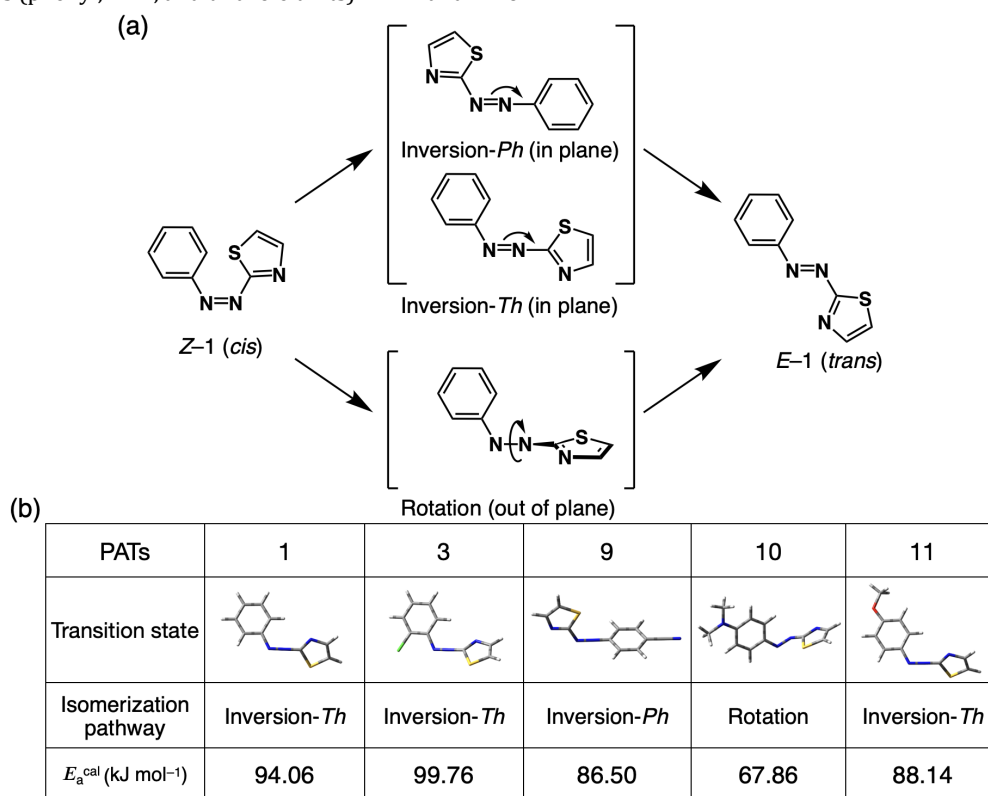 (a)
S
N
N=N
Inversion-Ph (in plane)
S
N=N
N
Inversion-Th (in plane)
S
N
N=N
Z–1 (cis)
N=N
S
N
E–1 (trans)
S
N N
N
Rotation (out of plane)
(b)
PATs 1 3 9 10 11
Transition state
Isomerization pathway Inversion-Th Inversion-Th Inversion-Ph Rotation Inversion-Th
Eₐᶜᵃˡ (kJ mol⁻¹) 94.06 99.76 86.50 67.86 88.14